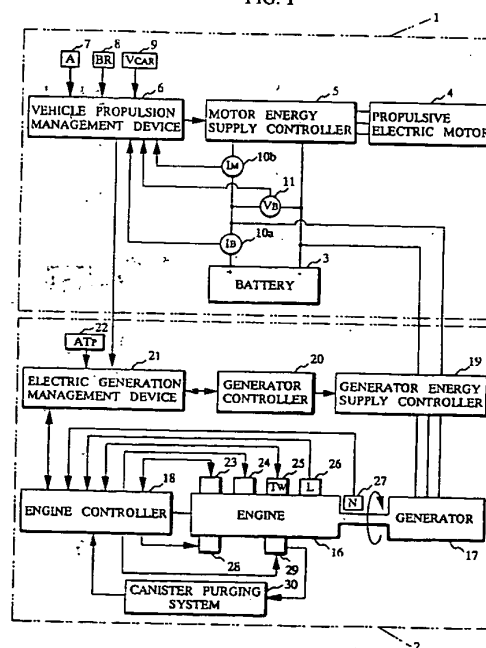 FIG. 1
1
7 8 9
A BR VCAR
6 5 4
VEHICLE PROPULSION MANAGEMENT DEVICE
MOTOR ENERGY SUPPLY CONTROLLER
PROPULSIVE ELECTRIC MOTOR
IM 10b
11
VB
IB 10a
3
BATTERY
22
ATP
21 20 19
ELECTRIC GENERATION MANAGEMENT DEVICE
GENERATOR CONTROLLER
GENERATOR ENERGY SUPPLY CONTROLLER
23 24 25 26
TW L 27
18 N
ENGINE CONTROLLER
ENGINE
GENERATOR
16 17
28 29
30
CANISTER PURGING SYSTEM
2